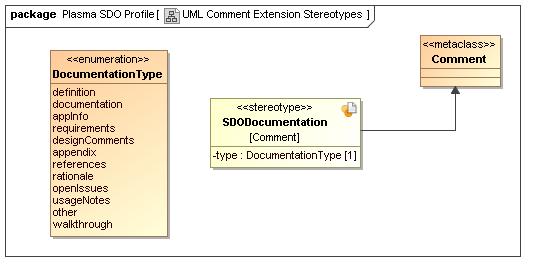 package Plasma SDO Profile [ UML Comment Extension Stereotypes ]
<<enumeration>>
DocumentationType
definition
documentation
appInfo
requirements
designComments
appendix
references
rationale
openIssues
usageNotes
other
walkthrough
<<stereotype>>
SDODocumentation
[Comment]
-type : DocumentationType [1]
<<metaclass>>
Comment